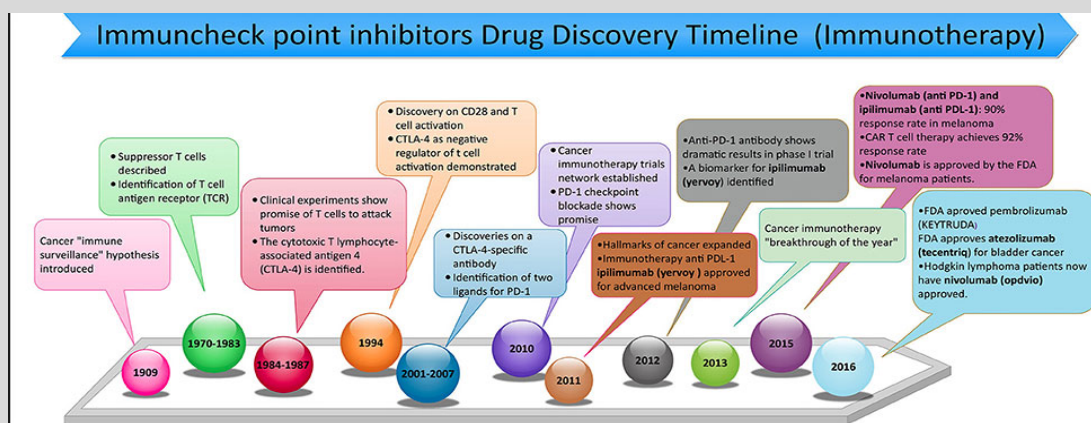 Immuncheck point inhibitors Drug Discovery Timeline (Immunotherapy)
Cancer "immune
surveillance" hypothesis
introduced
• Suppressor T cells
described
• Identification of T cell
antigen receptor (TCR)
• Clinical experiments show
promise of T cells to attack
tumors
• The cytotoxic T lymphocyte-
associated antigen 4
(CTLA-4) is identified.
• Discovery on CD28 and T
cell activation
• CTLA-4 as negative
regulator of t cell
activation demonstrated
• Discoveries on a
CTLA-4-specific
antibody
• Identification of two
ligands for PD-1
• Cancer
immunotherapy trials
network established
• PD-1 checkpoint
blockade shows
promise
• Hallmarks of cancer expanded
• Immunotherapy anti PDL-1
ipilimumab (yervoy ) approved
for advanced melanoma
• Anti-PD-1 antibody shows
dramatic results in phase I trial
• A biomarker for ipilimumab
(yervoy) identified
Cancer immunotherapy
"breakthrough of the year"
• Nivolumab (anti PD-1) and
ipilimumab (anti PDL-1): 90%
response rate in melanoma
• CAR T cell therapy achieves 92%
response rate
• Nivolumab is approved by the FDA
for melanoma patients.
• FDA aproved pembrolizumab
(KEYTRUDA)
FDA approves atezolizumab
(tecentriq) for bladder cancer
• Hodgkin lymphoma patients now
have nivolumab (opdvio)
approved.
1909
1970-1983
1984-1987
1994
2001-2007
2010
2011
2012
2013
2015
2016